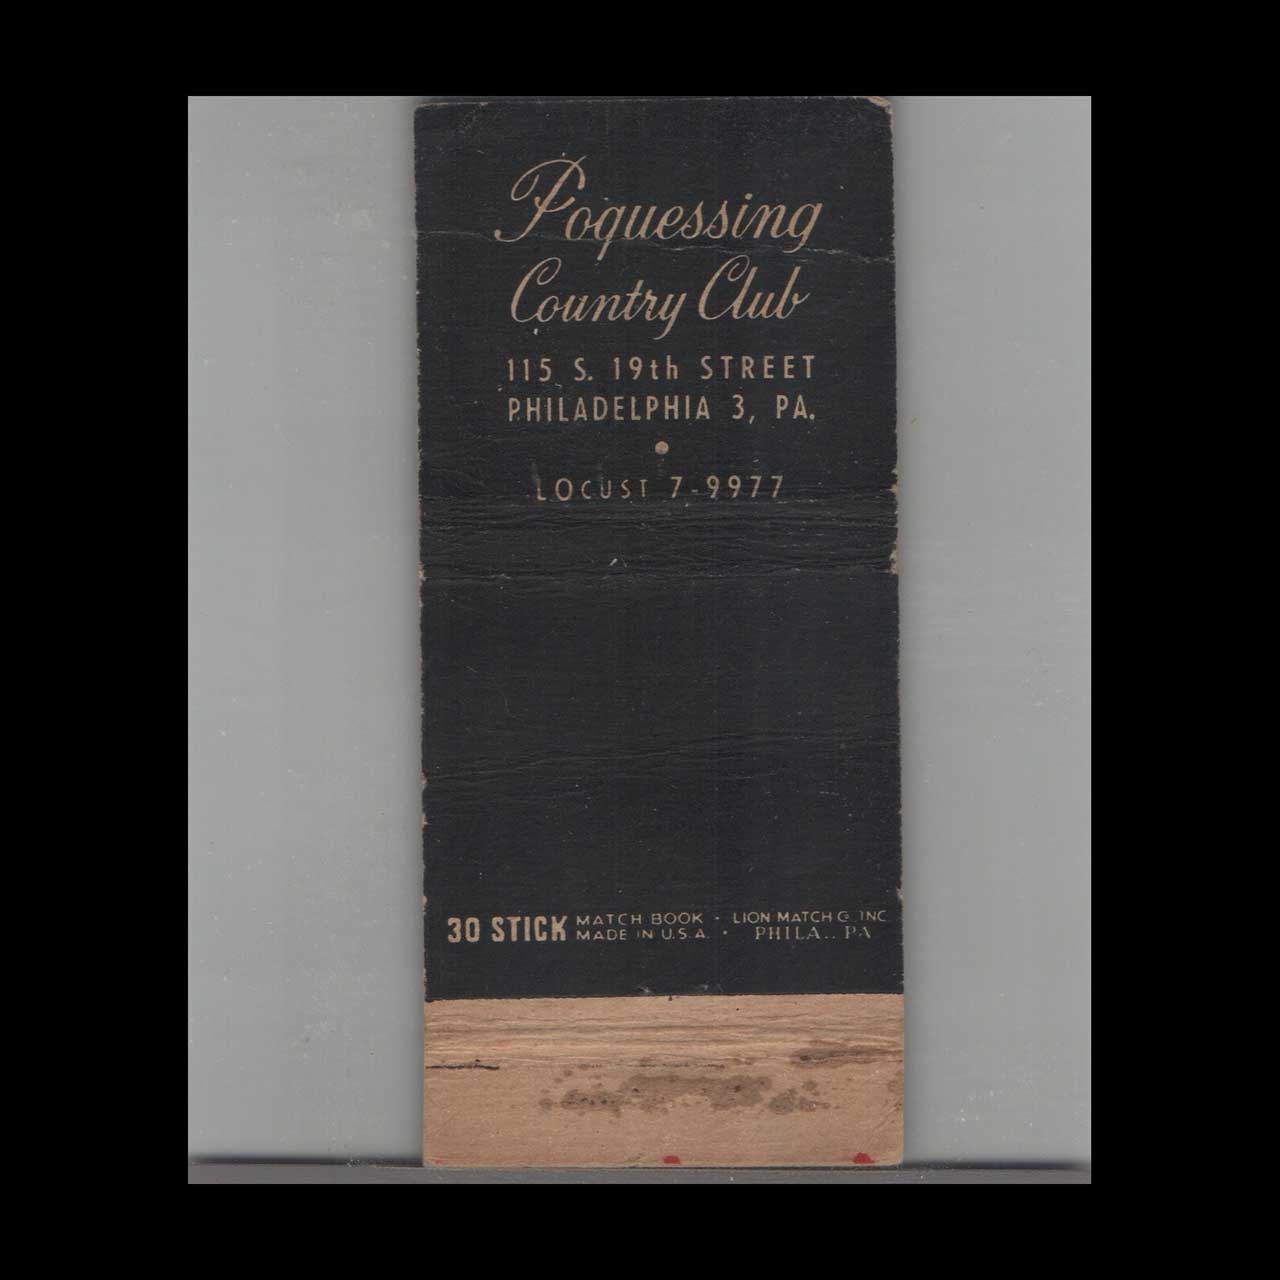 Poquessing
Country Club
115 S. 19th STREET
PHILADELPHIA 3, PA.
•
LOCUST 7-9977
30 STICK MATCH BOOK · LION MATCH CO. INC
MADE IN U.S.A. · PHILA., PA